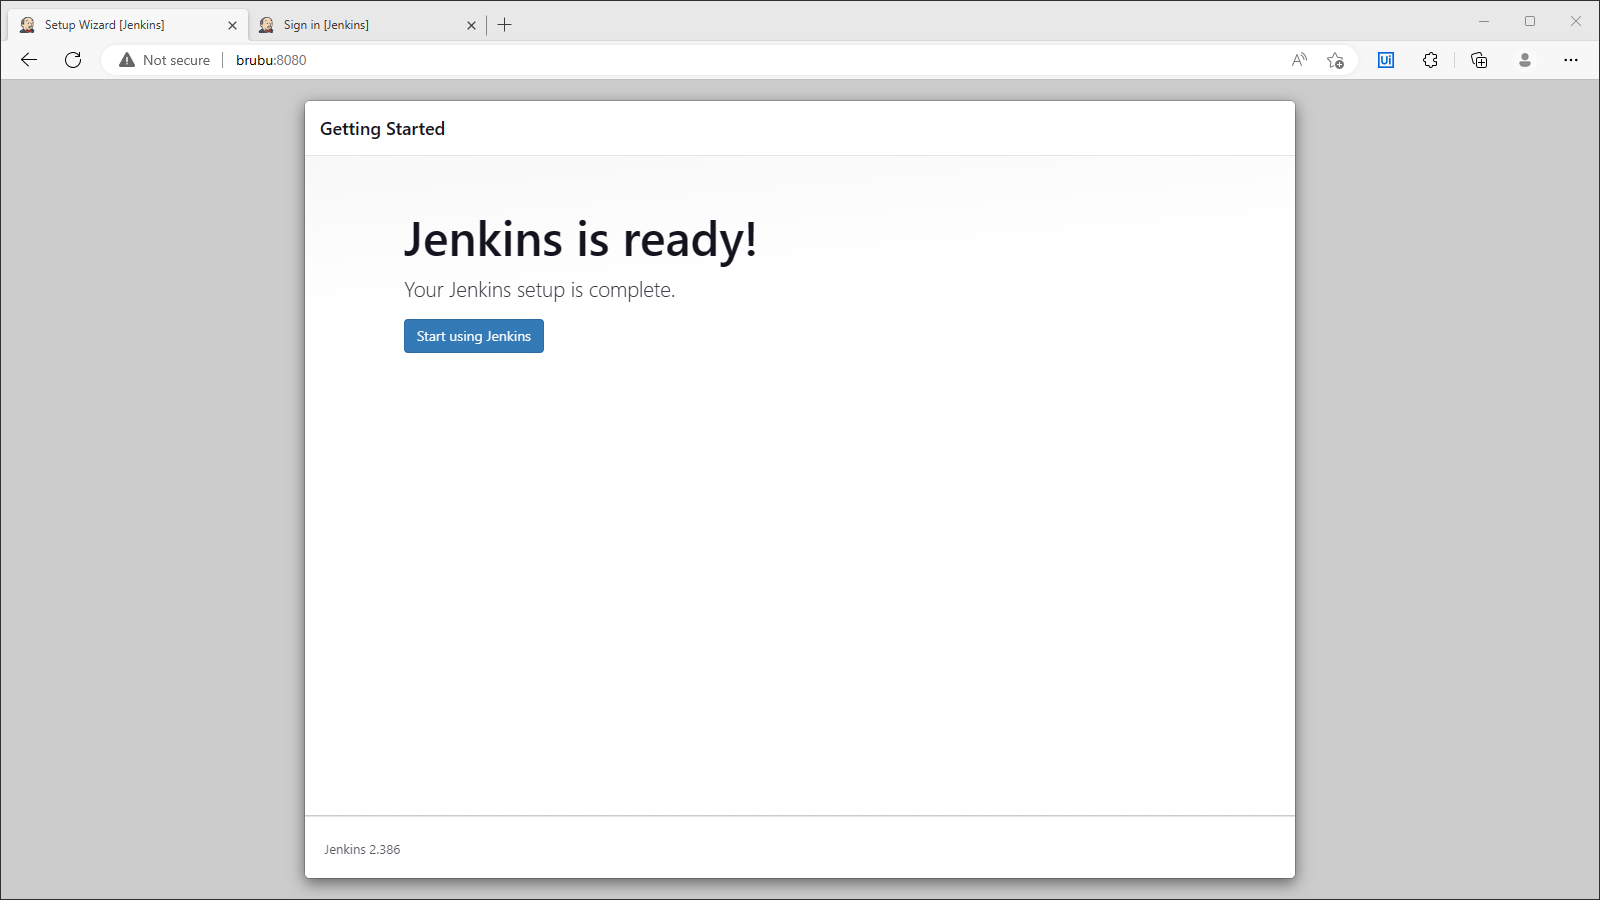 Setup Wizard [Jenkins]
Sign in [Jenkins]
Not secure
brubu:8080
A
Ui
Getting Started
Jenkins is ready!
Your Jenkins setup is complete.
Start using Jenkins
Jenkins 2.386